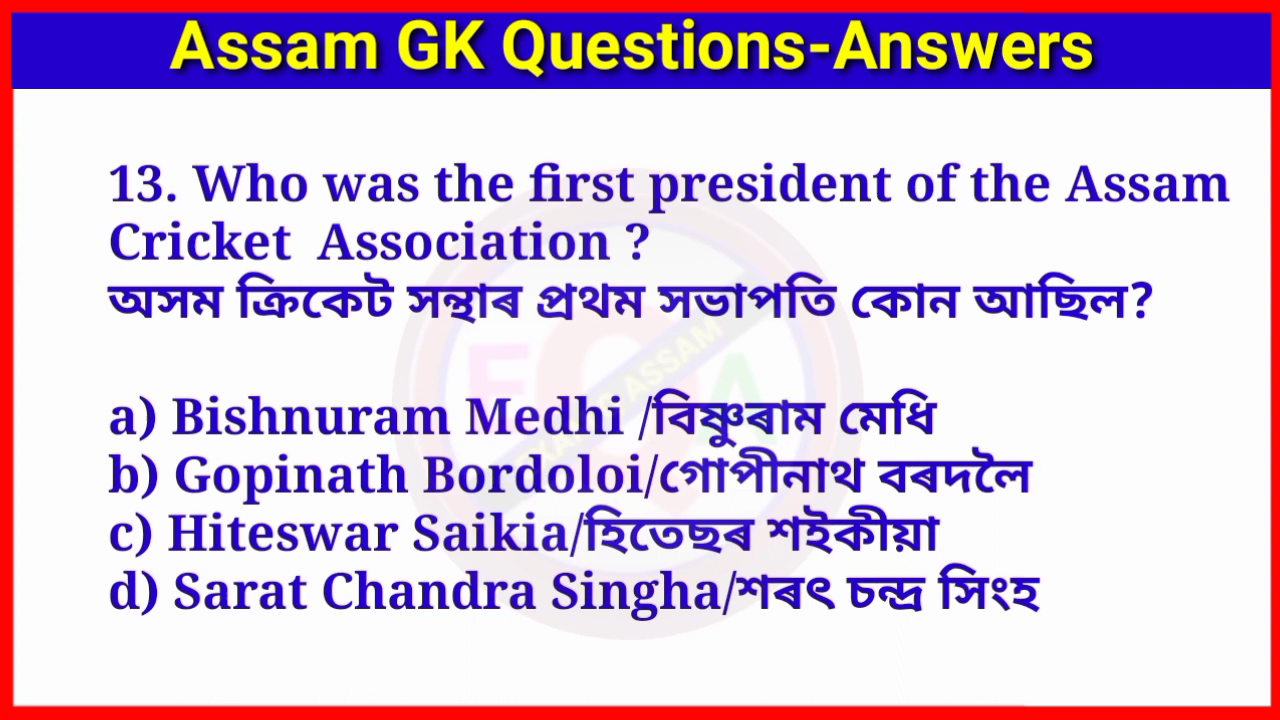 Assam GK Questions-Answers
13. Who was the first president of the Assam
Cricket Association ?
অসম ক্ৰিকেট সন্থাৰ প্ৰথম সভাপতি কোন আছিল?
a) Bishnuram Medhi /বিষ্ণুৰাম মেধি
b) Gopinath Bordoloi/গোপীনাথ বৰদলৈ
c) Hiteswar Saikia/হিতেছৰ শইকীয়া
d) Sarat Chandra Singha/শৰৎ চন্দ্ৰ সিংহ